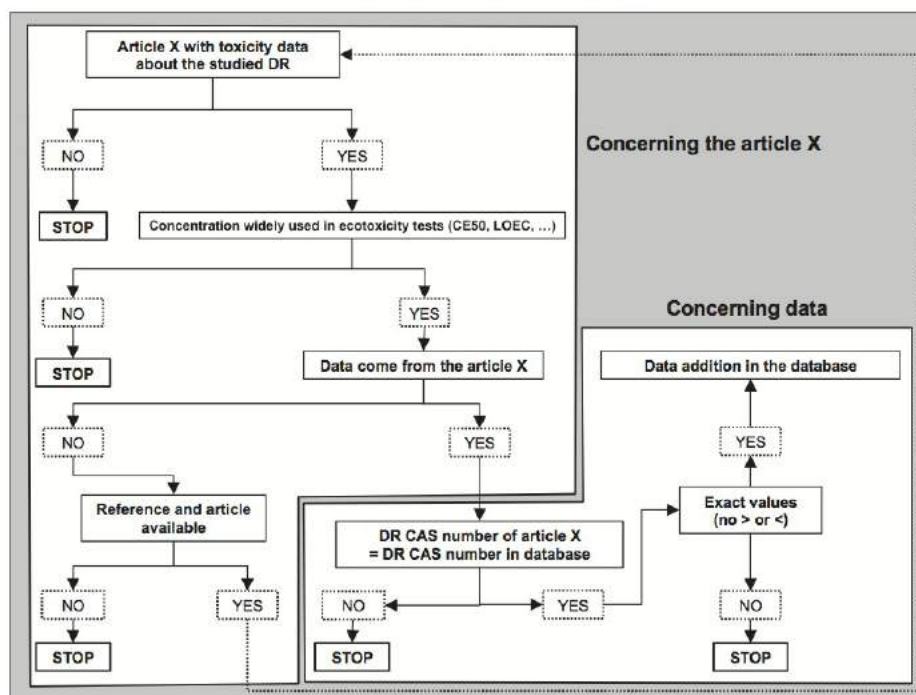 Article X with toxicity data
about the studied DR
NO
YES
Concerning the article X
STOP
Concentration widely used in ecotoxicity tests (CE50, LOEC, ...)
NO
YES
Concerning data
STOP
Data come from the article X
Data addition in the database
NO
YES
YES
Reference and article
available
Exact values
(no > or <)
DR CAS number of article X
= DR CAS number in database
NO
YES
NO
YES
NO
STOP
STOP
STOP